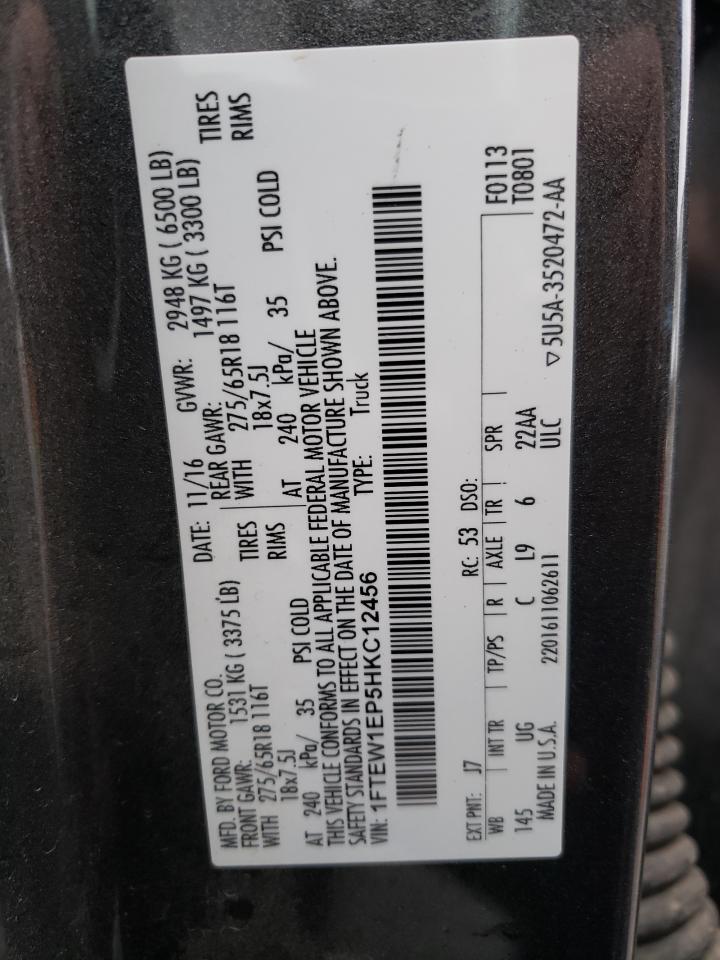 MFD. BY FORD MOTOR CO.
DATE: 11/16 GVWR: 2948 KG ( 6500 LB)
FRONT GAWR: 1531 KG ( 3375 LB) REAR GAWR: 1497 KG ( 3300 LB)
WITH 275/65R18 116T TIRES WITH 275/65R18 116T TIRES
18x7.5J RIMS 18x7.5J RIMS
AT 240 kPa/ 35 PSI COLD AT 240 kPa/ 35 PSI COLD
THIS VEHICLE CONFORMS TO ALL APPLICABLE FEDERAL MOTOR VEHICLE
SAFETY STANDARDS IN EFFECT ON THE DATE OF MANUFACTURE SHOWN ABOVE.
VIN: 1FTEW1EP5HKC12456 TYPE: Truck
EXT PNT: J7 RC: 53 DSO: F0113
WB INT TR TP/PS R AXLE TR SPR T0801
145 UG C L9 6 22AA
ULC
MADE IN U.S.A. 2201611062611 ▽5U5A-3520472-AA